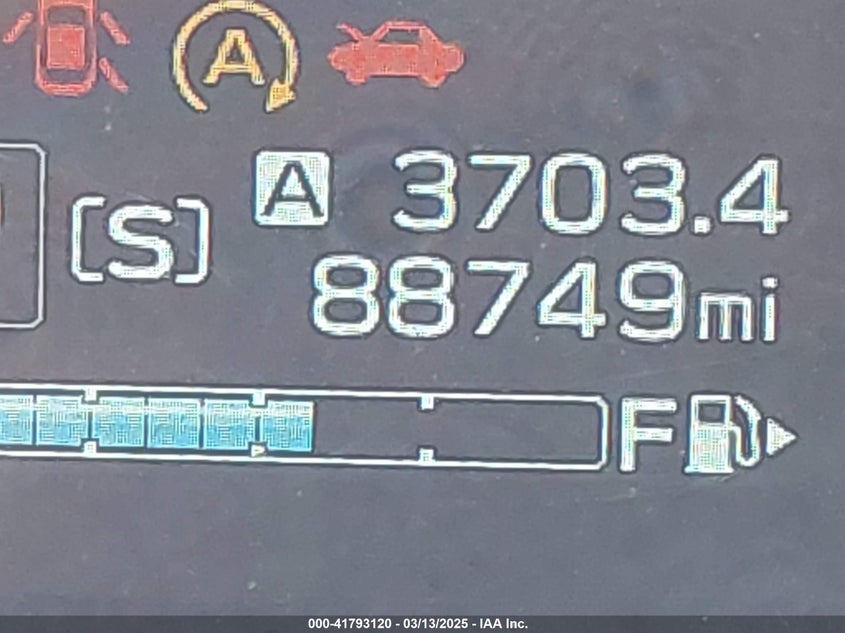 A
A 3703.4
[S]
88749mi
F
000-41793120 - 03/13/2025 - IAA Inc.